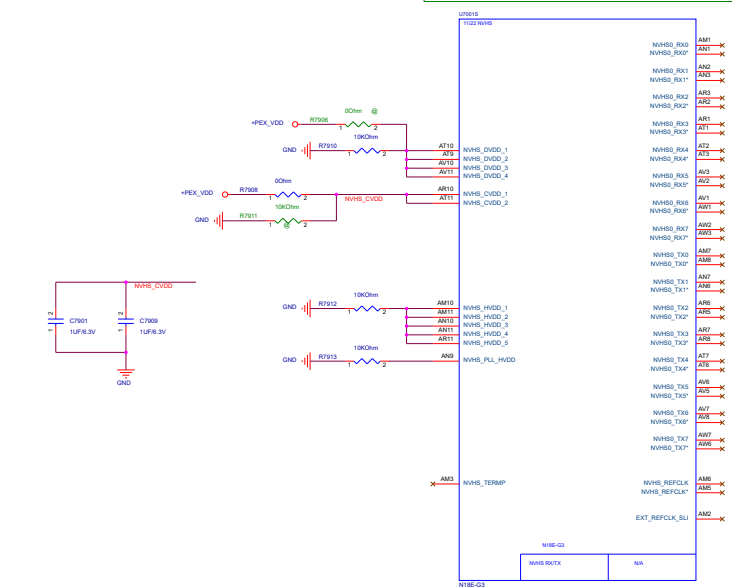 U7001S
11/22 NVHS
NVHS0_RX0 AM1
NVHS0_RX0* AN1
NVHS0_RX1 AN2
NVHS0_RX1* AN3
NVHS0_RX2 AR3
NVHS0_RX2* AR2
0Ohm @
+PEX_VDD R7906 1 2
NVHS0_RX3 AR1
NVHS0_RX3* AT1
10KOhm
GND R7910 1 2
AT10 NVHS_DVDD_1
AT9 NVHS_DVDD_2
AV10 NVHS_DVDD_3
AV11 NVHS_DVDD_4
NVHS0_RX4 AT2
NVHS0_RX4* AT3
NVHS0_RX5 AV3
NVHS0_RX5* AV2
0Ohm
+PEX_VDD R7908 1 2
NVHS_CVDD
AR10 NVHS_CVDD_1
AT11 NVHS_CVDD_2
NVHS0_RX6 AV1
NVHS0_RX6* AW1
10KOhm
GND R7911 1 2
@
NVHS0_RX7 AW2
NVHS0_RX7* AW3
NVHS0_TX0 AM7
NVHS0_TX0* AM8
NVHS0_TX1 AN7
NVHS0_TX1* AN6
NVHS_CVDD
2 C7901 1UF/6.3V 1
2 C7909 1UF/6.3V 1
GND
10KOhm
GND R7912 1 2
AM10 NVHS_HVDD_1
AM11 NVHS_HVDD_2
AN10 NVHS_HVDD_3
AN11 NVHS_HVDD_4
AR11 NVHS_HVDD_5
NVHS0_TX2 AR6
NVHS0_TX2* AR5
NVHS0_TX3 AR7
NVHS0_TX3* AR8
10KOhm
GND R7913 1 2
AN9 NVHS_PLL_HVDD
NVHS0_TX4 AT7
NVHS0_TX4* AT6
NVHS0_TX5 AV6
NVHS0_TX5* AV5
NVHS0_TX6 AV7
NVHS0_TX6* AV8
NVHS0_TX7 AW7
NVHS0_TX7* AW6
AM3 NVHS_TERMP
NVHS_REFCLK AM6
NVHS_REFCLK* AM5
EXT_REFCLK_SLI AM2
N18E-G3
NVHS RX/TX N/A
N18E-G3